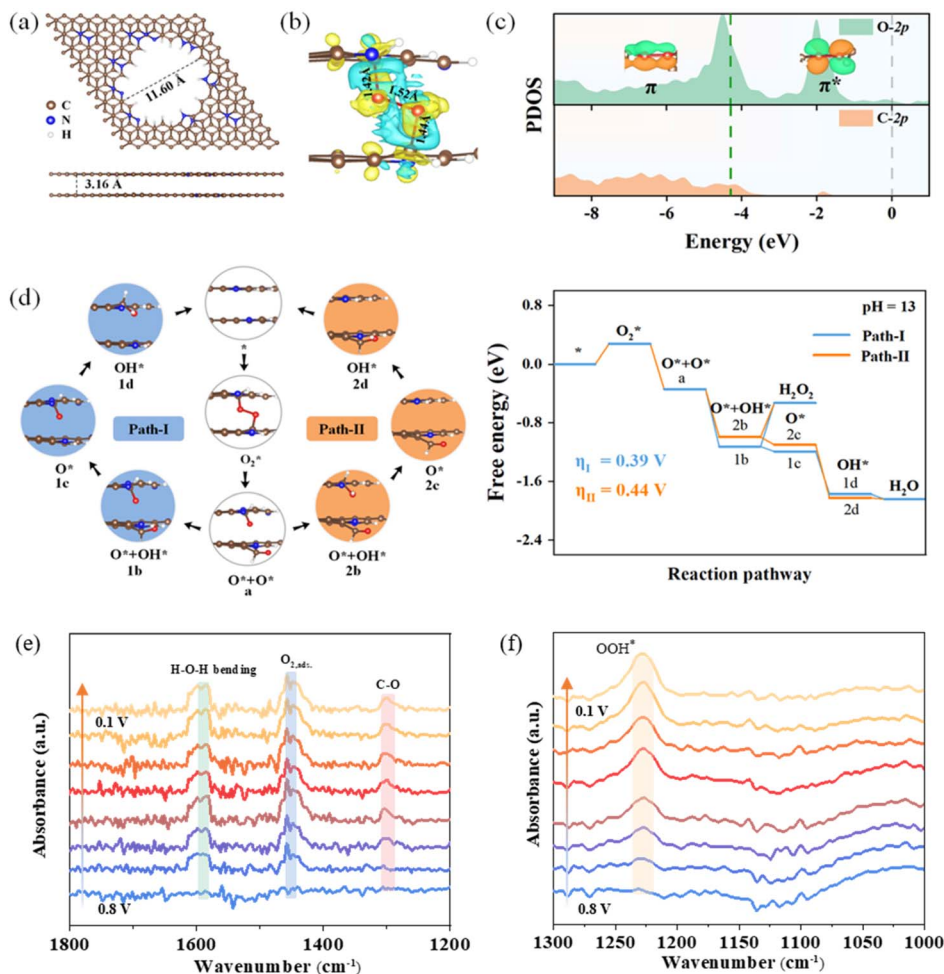 (a)
11.60 Å
C
N
H
3.16 Å
(b)
1.42Å
1.52Å
1.44Å
(c)
O-2p
π
π*
PDOS
C-2p
-8
-6
-4
-2
0
Energy (eV)
(d)
OH*
1d
*
OH*
2d
O*
1c
Path-I
O₂*
Path-II
O*
2c
O*+OH*
1b
O*+O*
a
O*+OH*
2b
pH = 13
Path-I
Path-II
Free energy (eV)
0.8
0.0
-0.8
-1.6
-2.4
*
O₂*
O*+O*
a
O*+OH*
2b
1b
H₂O₂
O*
2c
1c
OH*
1d
2d
H₂O
ηI = 0.39 V
ηII = 0.44 V
Reaction pathway
(e)
H-O-H bending
O2,ads.
C-O
0.1 V
0.8 V
Absorbance (a.u.)
1800
1600
1400
1200
Wavenumber (cm⁻¹)
(f)
OOH*
0.1 V
0.8 V
Absorbance (a.u.)
1300
1250
1200
1150
1100
1050
1000
Wavenumber (cm⁻¹)